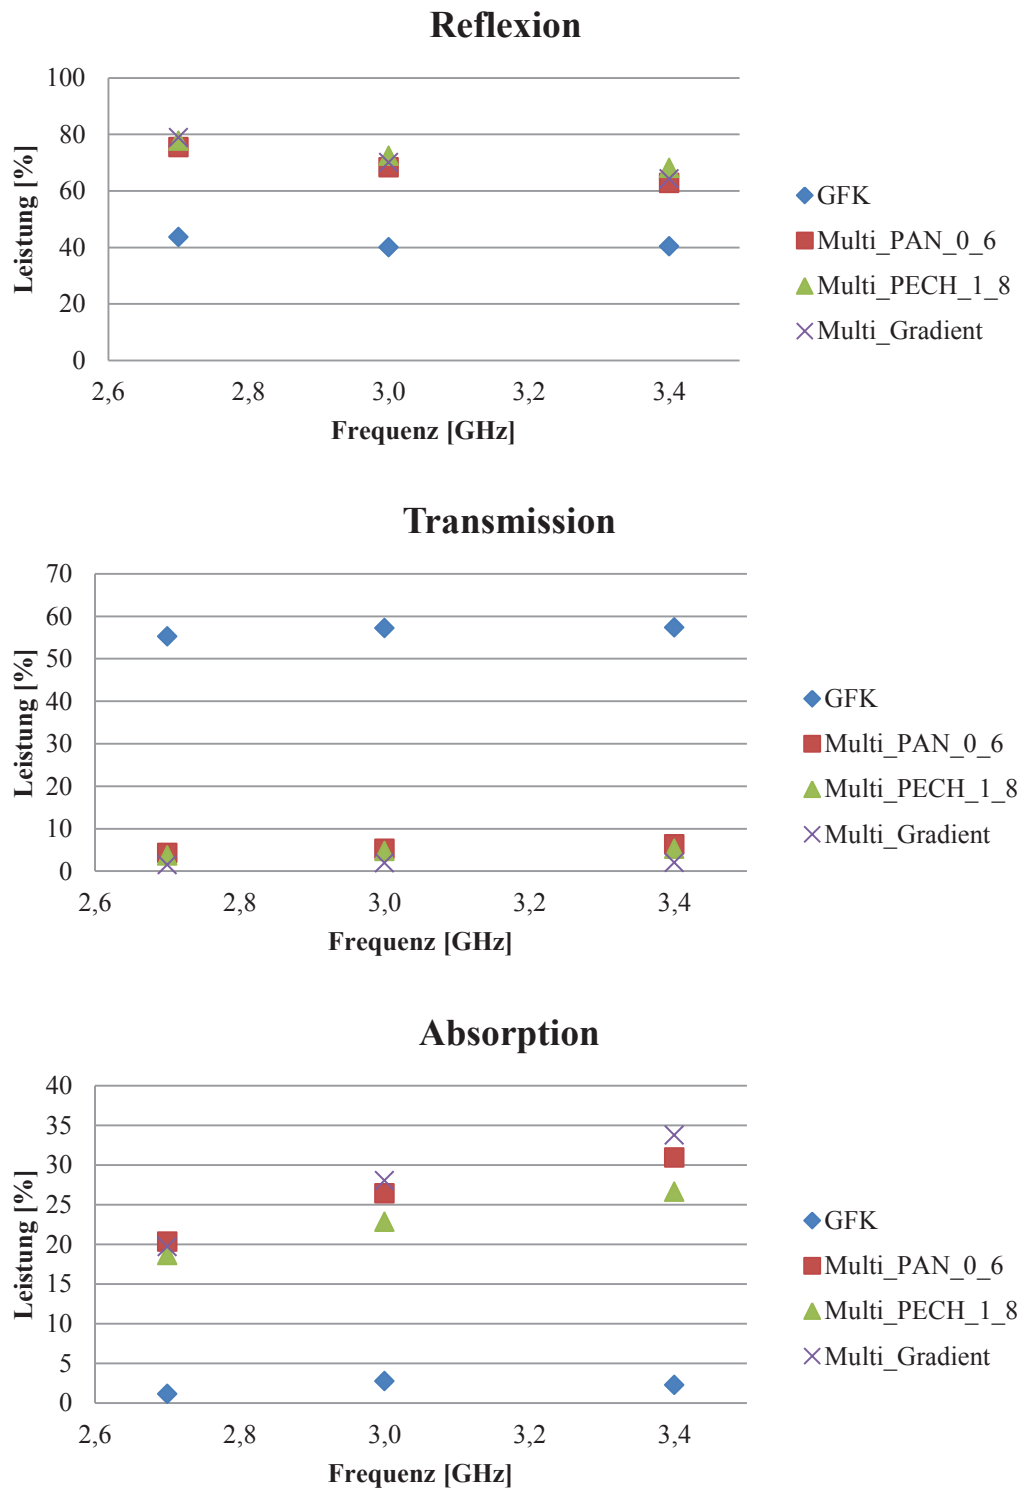 Reflexion
100
80
60
40
20
0
Leistung [%]
2,6 2,8 3,0 3,2 3,4
Frequenz [GHz]
GFK
Multi_PAN_0_6
Multi_PECH_1_8
Multi_Gradient
Transmission
70
60
50
40
30
20
10
0
Leistung [%]
2,6 2,8 3,0 3,2 3,4
Frequenz [GHz]
GFK
Multi_PAN_0_6
Multi_PECH_1_8
Multi_Gradient
Absorption
40
35
30
25
20
15
10
5
0
Leistung [%]
2,6 2,8 3,0 3,2 3,4
Frequenz [GHz]
GFK
Multi_PAN_0_6
Multi_PECH_1_8
Multi_Gradient